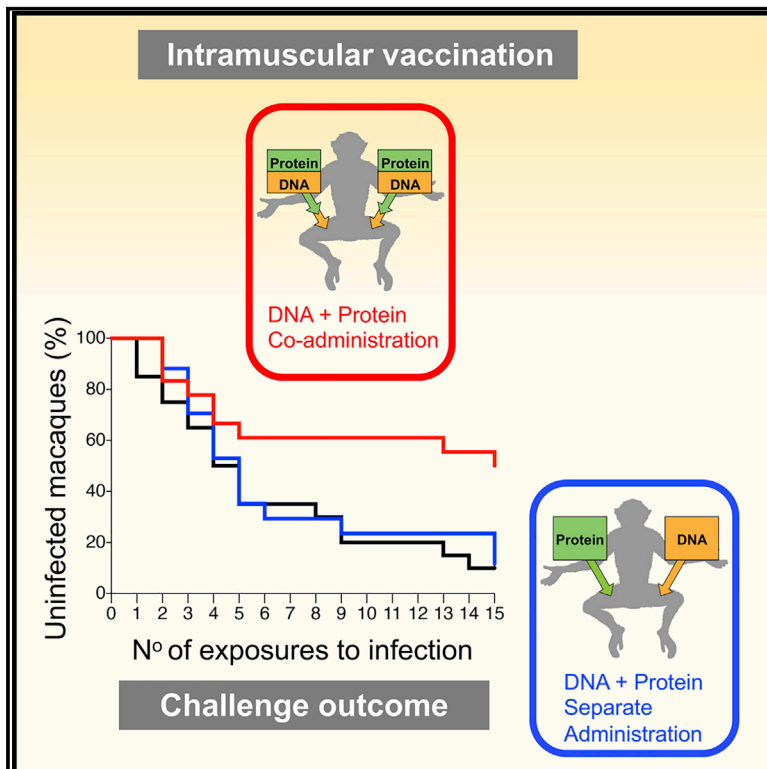 Intramuscular vaccination
Protein
DNA
Protein
DNA
DNA + Protein
Co-administration
Uninfected macaques (%)
100
80
60
40
20
0
0 1 2 3 4 5 6 7 8 9 10 11 12 13 14 15
Nº of exposures to infection
Challenge outcome
Protein
DNA
DNA + Protein
Separate
Administration